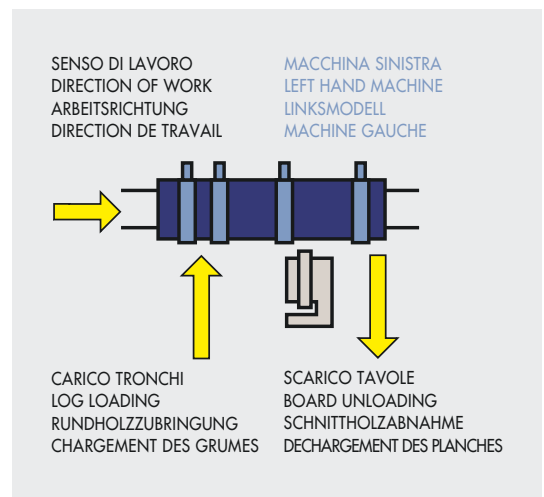 SENSO DI LAVORO
DIRECTION OF WORK
ARBEITSRICHTUNG
DIRECTION DE TRAVAIL
MACCHINA SINISTRA
LEFT HAND MACHINE
LINKSMODELL
MACHINE GAUCHE
CARICO TRONCHI
LOG LOADING
RUNDHOLZZUBRINGUNG
CHARGEMENT DES GRUMES
SCARICO TAVOLE
BOARD UNLOADING
SCHNITTHOLZABNAHME
DECHARGEMENT DES PLANCHES